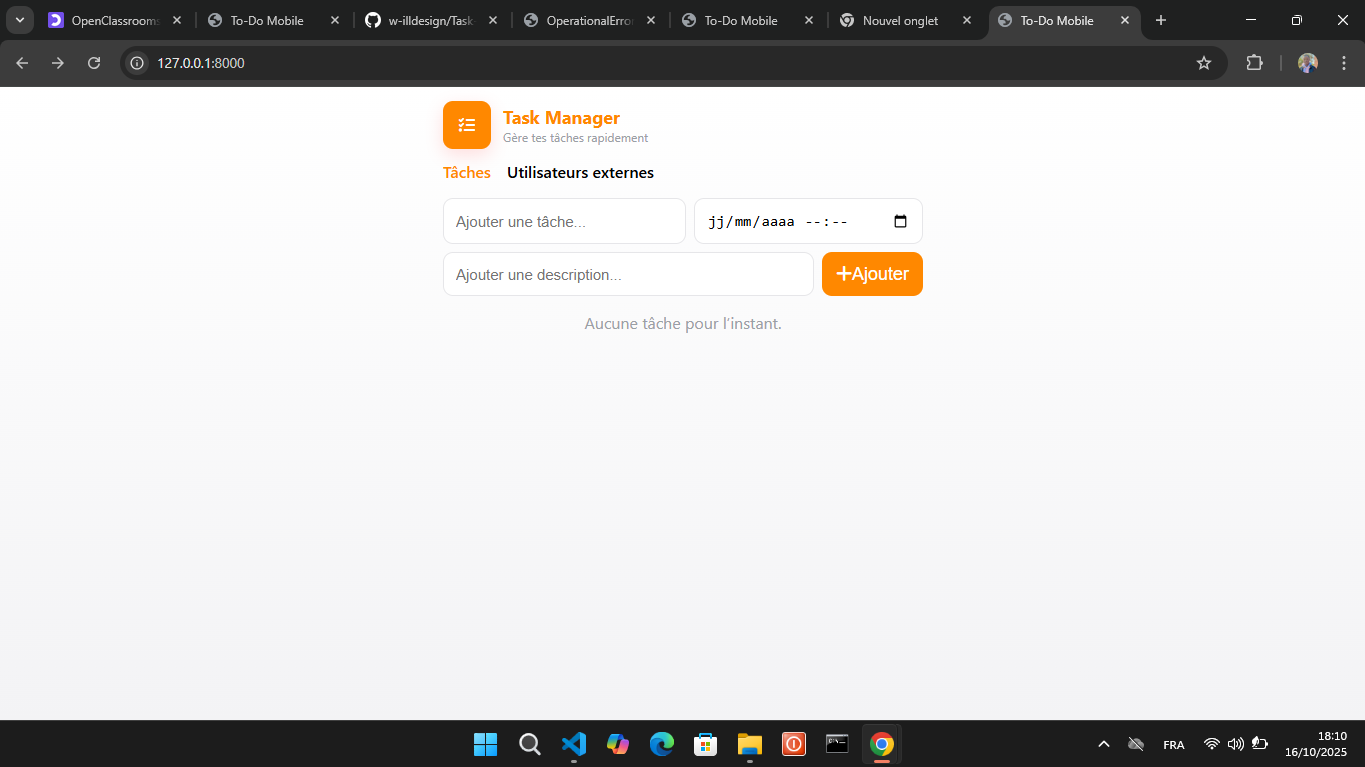 OpenClassrooms
To-Do Mobile
w-illdesign/Task
OperationalError
To-Do Mobile
Nouvel onglet
To-Do Mobile
127.0.0.1:8000
Task Manager
Gère tes tâches rapidement
Tâches Utilisateurs externes
Ajouter une tâche...
jj/mm/aaaa --:--
Ajouter une description...
+Ajouter
Aucune tâche pour l’instant.
FRA
18:10
16/10/2025